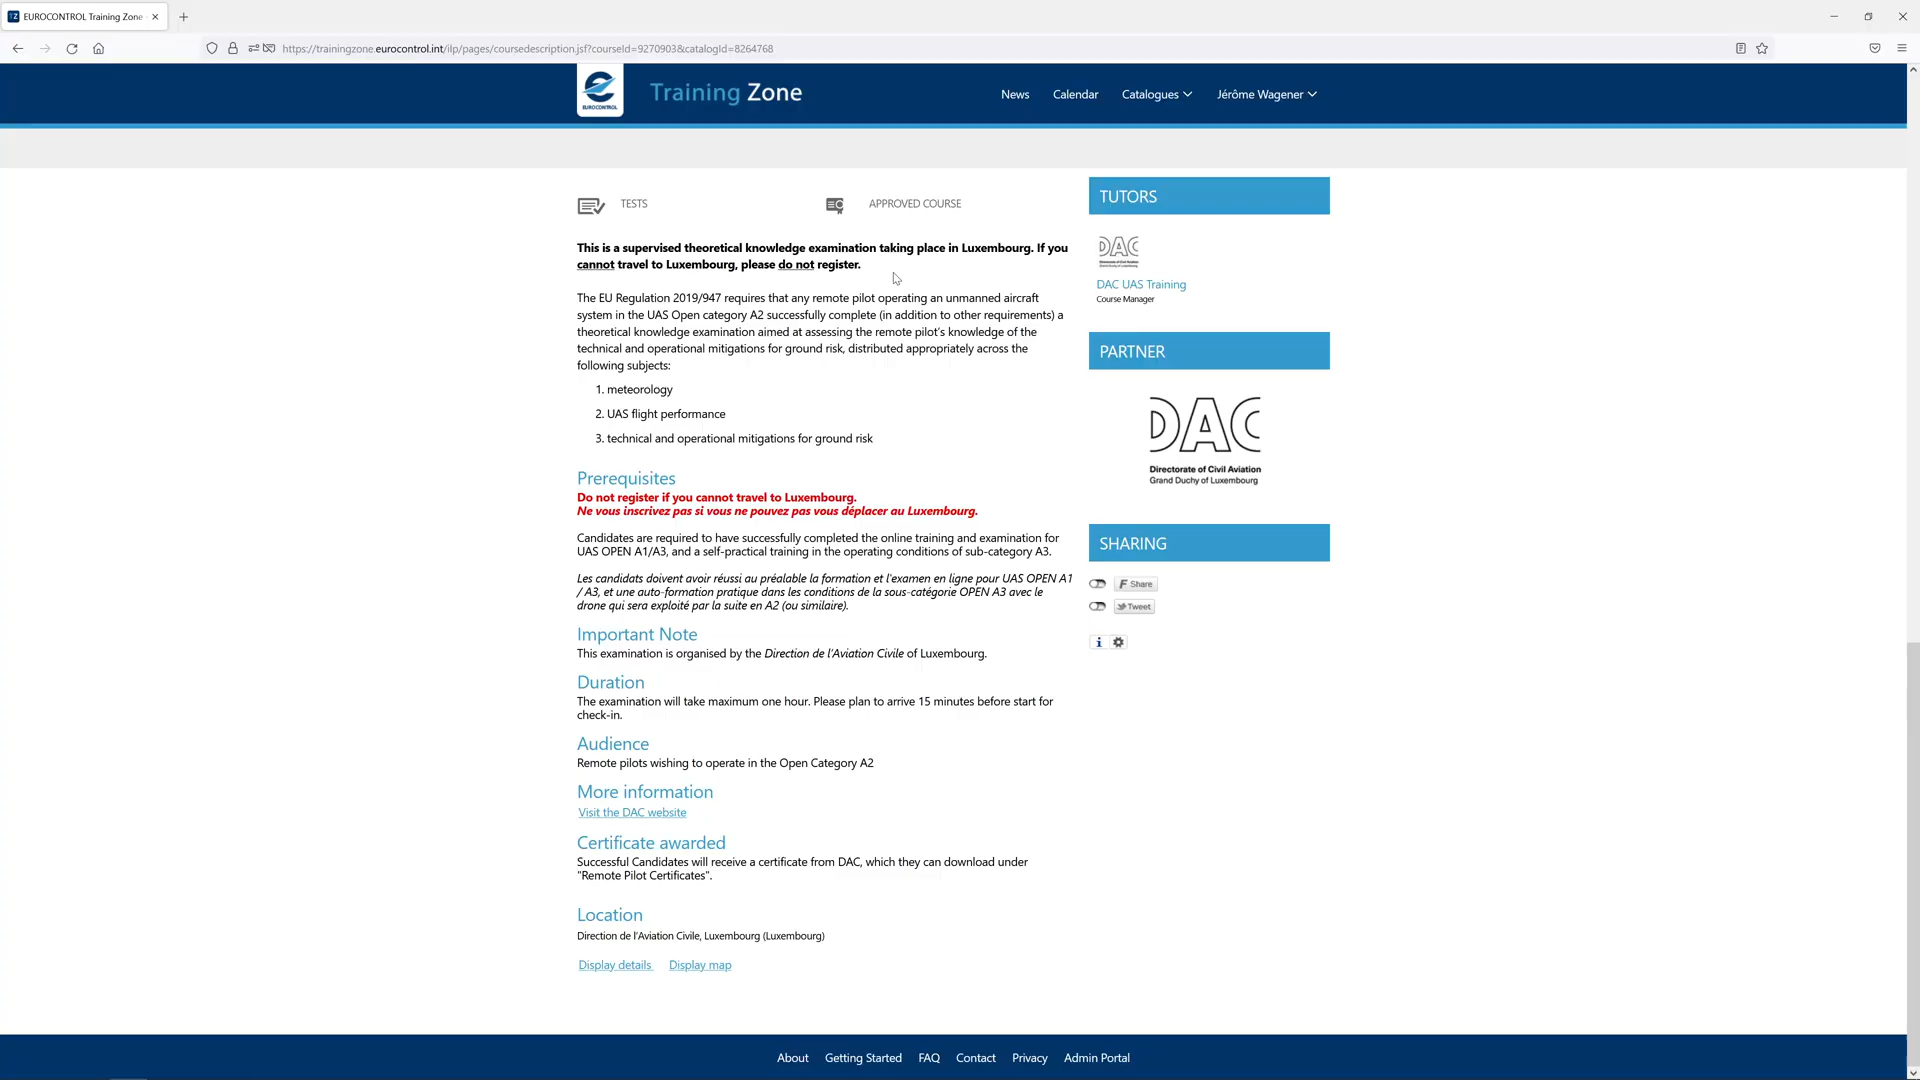 EUROCONTROL Training Zone
https://trainingzone.eurocontrol.int/ilp/pages/coursedescription.jsf?courseId=9270903&catalogId=8264768
EUROCONTROL
Training Zone
News
Calendar
Catalogues
Jérôme Wagener
TESTS
APPROVED COURSE
This is a supervised theoretical knowledge examination taking place in Luxembourg. If you
cannot travel to Luxembourg, please do not register.
The EU Regulation 2019/947 requires that any remote pilot operating an unmanned aircraft
system in the UAS Open category A2 successfully complete (in addition to other requirements) a
theoretical knowledge examination aimed at assessing the remote pilot's knowledge of the
technical and operational mitigations for ground risk, distributed appropriately across the
following subjects:
1. meteorology
2. UAS flight performance
3. technical and operational mitigations for ground risk
Prerequisites
Do not register if you cannot travel to Luxembourg.
Ne vous inscrivez pas si vous ne pouvez pas vous déplacer au Luxembourg.
Candidates are required to have successfully completed the online training and examination for
UAS OPEN A1/A3, and a self-practical training in the operating conditions of sub-category A3.
Les candidats doivent avoir réussi au préalable la formation et l'examen en ligne pour UAS OPEN A1
/ A3, et une auto-formation pratique dans les conditions de la sous-catégorie OPEN A3 avec le
drone qui sera exploité par la suite en A2 (ou similaire).
Important Note
This examination is organised by the Direction de l'Aviation Civile of Luxembourg.
Duration
The examination will take maximum one hour. Please plan to arrive 15 minutes before start for
check-in.
Audience
Remote pilots wishing to operate in the Open Category A2
More information
Visit the DAC website
Certificate awarded
Successful Candidates will receive a certificate from DAC, which they can download under
"Remote Pilot Certificates".
Location
Direction de l'Aviation Civile, Luxembourg (Luxembourg)
Display details
Display map
TUTORS
DAC
Directorate of Civil Aviation
Grand Duchy of Luxembourg
DAC UAS Training
Course Manager
PARTNER
DAC
Directorate of Civil Aviation
Grand Duchy of Luxembourg
SHARING
Share
Tweet
About
Getting Started
FAQ
Contact
Privacy
Admin Portal